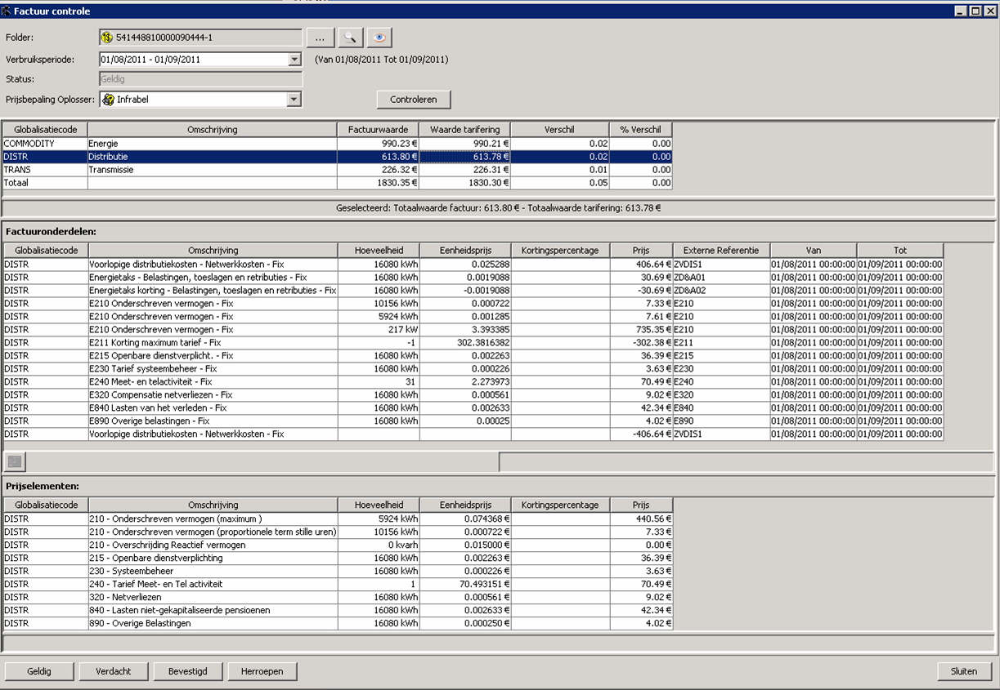 Factuur controle
Folder: 541448810000090444-1 ...
Verbruiksperiode: 01/08/2011 - 01/09/2011 (Van 01/08/2011 Tot 01/09/2011)
Status: Geldig
Prijsbepaling Oplosser: Infrabel Controleren
Globalisatiecode Omschrijving Factuurwaarde Waarde tarifering Verschil % Verschil
COMMODITY Energie 990.23 € 990.21 € 0.02 0.00
DISTR Distributie 613.80 € 613.78 € 0.02 0.00
TRANS Transmissie 226.32 € 226.31 € 0.01 0.00
Totaal 1830.35 € 1830.30 € 0.05 0.00
Geselecteerd: Totaalwaarde factuur: 613.80 € - Totaalwaarde tarifering: 613.78 €
Factuuronderdelen:
Globalisatiecode Omschrijving Hoeveelheid Eenheidsprijs Kortingspercentage Prijs Externe Referentie Van Tot
DISTR Voorlopige distributiekosten - Netwerkkosten - Fix 16080 kWh 0.025288 406.64 € ZVDIS1 01/08/2011 00:00:00 01/09/2011 00:00:00
DISTR Energietaks - Belastingen, toeslagen en retributies - Fix 16080 kWh 0.0019088 30.69 € ZD&A01 01/08/2011 00:00:00 01/09/2011 00:00:00
DISTR Energietaks korting - Belastingen, toeslagen en retributies - Fix 16080 kWh -0.0019088 -30.69 € ZD&A02 01/08/2011 00:00:00 01/09/2011 00:00:00
DISTR E210 Onderschreven vermogen - Fix 10156 kWh 0.000722 7.33 € E210 01/08/2011 00:00:00 01/09/2011 00:00:00
DISTR E210 Onderschreven vermogen - Fix 5924 kWh 0.001285 7.61 € E210 01/08/2011 00:00:00 01/09/2011 00:00:00
DISTR E210 Onderschreven vermogen - Fix 217 kW 3.393385 735.35 € E210 01/08/2011 00:00:00 01/09/2011 00:00:00
DISTR E211 Korting maximum tarief - Fix -1 302.3816382 -302.38 € E211 01/08/2011 00:00:00 01/09/2011 00:00:00
DISTR E215 Openbare dienstverplicht. - Fix 16080 kWh 0.002263 36.39 € E215 01/08/2011 00:00:00 01/09/2011 00:00:00
DISTR E230 Tarief systeembeheer - Fix 16080 kWh 0.000226 3.63 € E230 01/08/2011 00:00:00 01/09/2011 00:00:00
DISTR E240 Meet- en telactiviteit - Fix 31 2.273973 70.49 € E240 01/08/2011 00:00:00 01/09/2011 00:00:00
DISTR E320 Compensatie netverliezen - Fix 16080 kWh 0.000561 9.02 € E320 01/08/2011 00:00:00 01/09/2011 00:00:00
DISTR E840 Lasten van het verleden - Fix 16080 kWh 0.002633 42.34 € E840 01/08/2011 00:00:00 01/09/2011 00:00:00
DISTR E890 Overige belastingen - Fix 16080 kWh 0.00025 4.02 € E890 01/08/2011 00:00:00 01/09/2011 00:00:00
DISTR Voorlopige distributiekosten - Netwerkkosten - Fix -406.64 € ZVDIS1 01/08/2011 00:00:00 01/09/2011 00:00:00
Prijselementen:
Globalisatiecode Omschrijving Hoeveelheid Eenheidsprijs Kortingspercentage Prijs
DISTR 210 - Onderschreven vermogen (maximum ) 5924 kWh 0.074368 € 440.56 €
DISTR 210 - Onderschreven vermogen (proportionele term stille uren) 10156 kWh 0.000722 € 7.33 €
DISTR 210 - Overschrijding Reactief vermogen 0 kvarh 0.015000 € 0.00 €
DISTR 215 - Openbare dienstverplichting 16080 kWh 0.002263 € 36.39 €
DISTR 230 - Systeembeheer 16080 kWh 0.000226 € 3.63 €
DISTR 240 - Tarief Meet- en Tel activiteit 1 70.493151 € 70.49 €
DISTR 320 - Netverliezen 16080 kWh 0.000561 € 9.02 €
DISTR 840 - Lasten niet-gekapitaliseerde pensioenen 16080 kWh 0.002633 € 42.34 €
DISTR 890 - Overige Belastingen 16080 kWh 0.000250 € 4.02 €
Geldig Verdacht Bevestigd Herroepen Sluiten